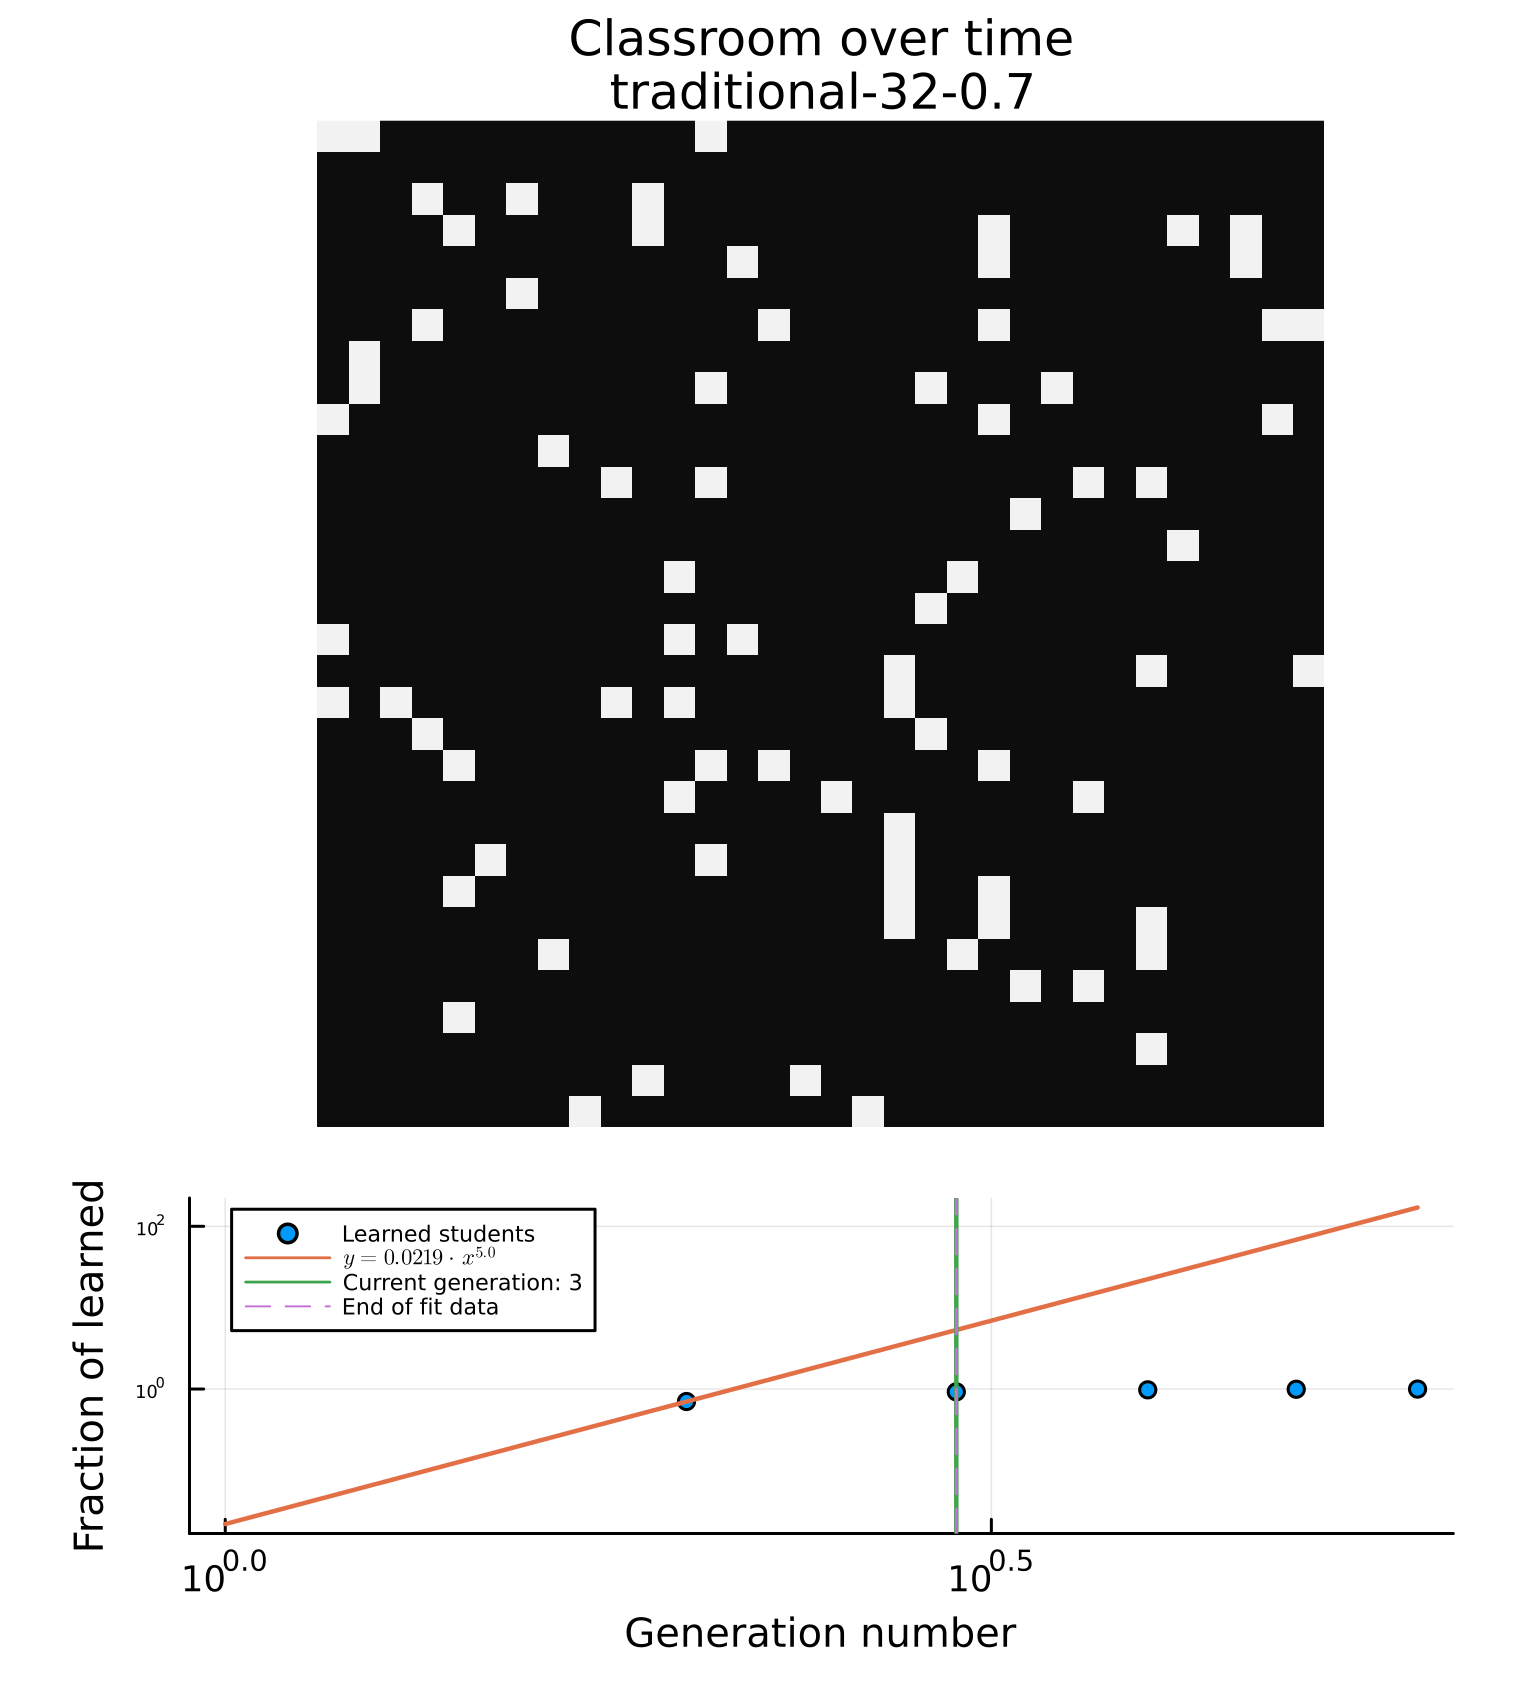 Classroom over time
traditional-32-0.7
Fraction of learned
10^2
10^0
Learned students
y = 0.0219 · x^5.0
Current generation: 3
End of fit data
10^0.0
10^0.5
Generation number